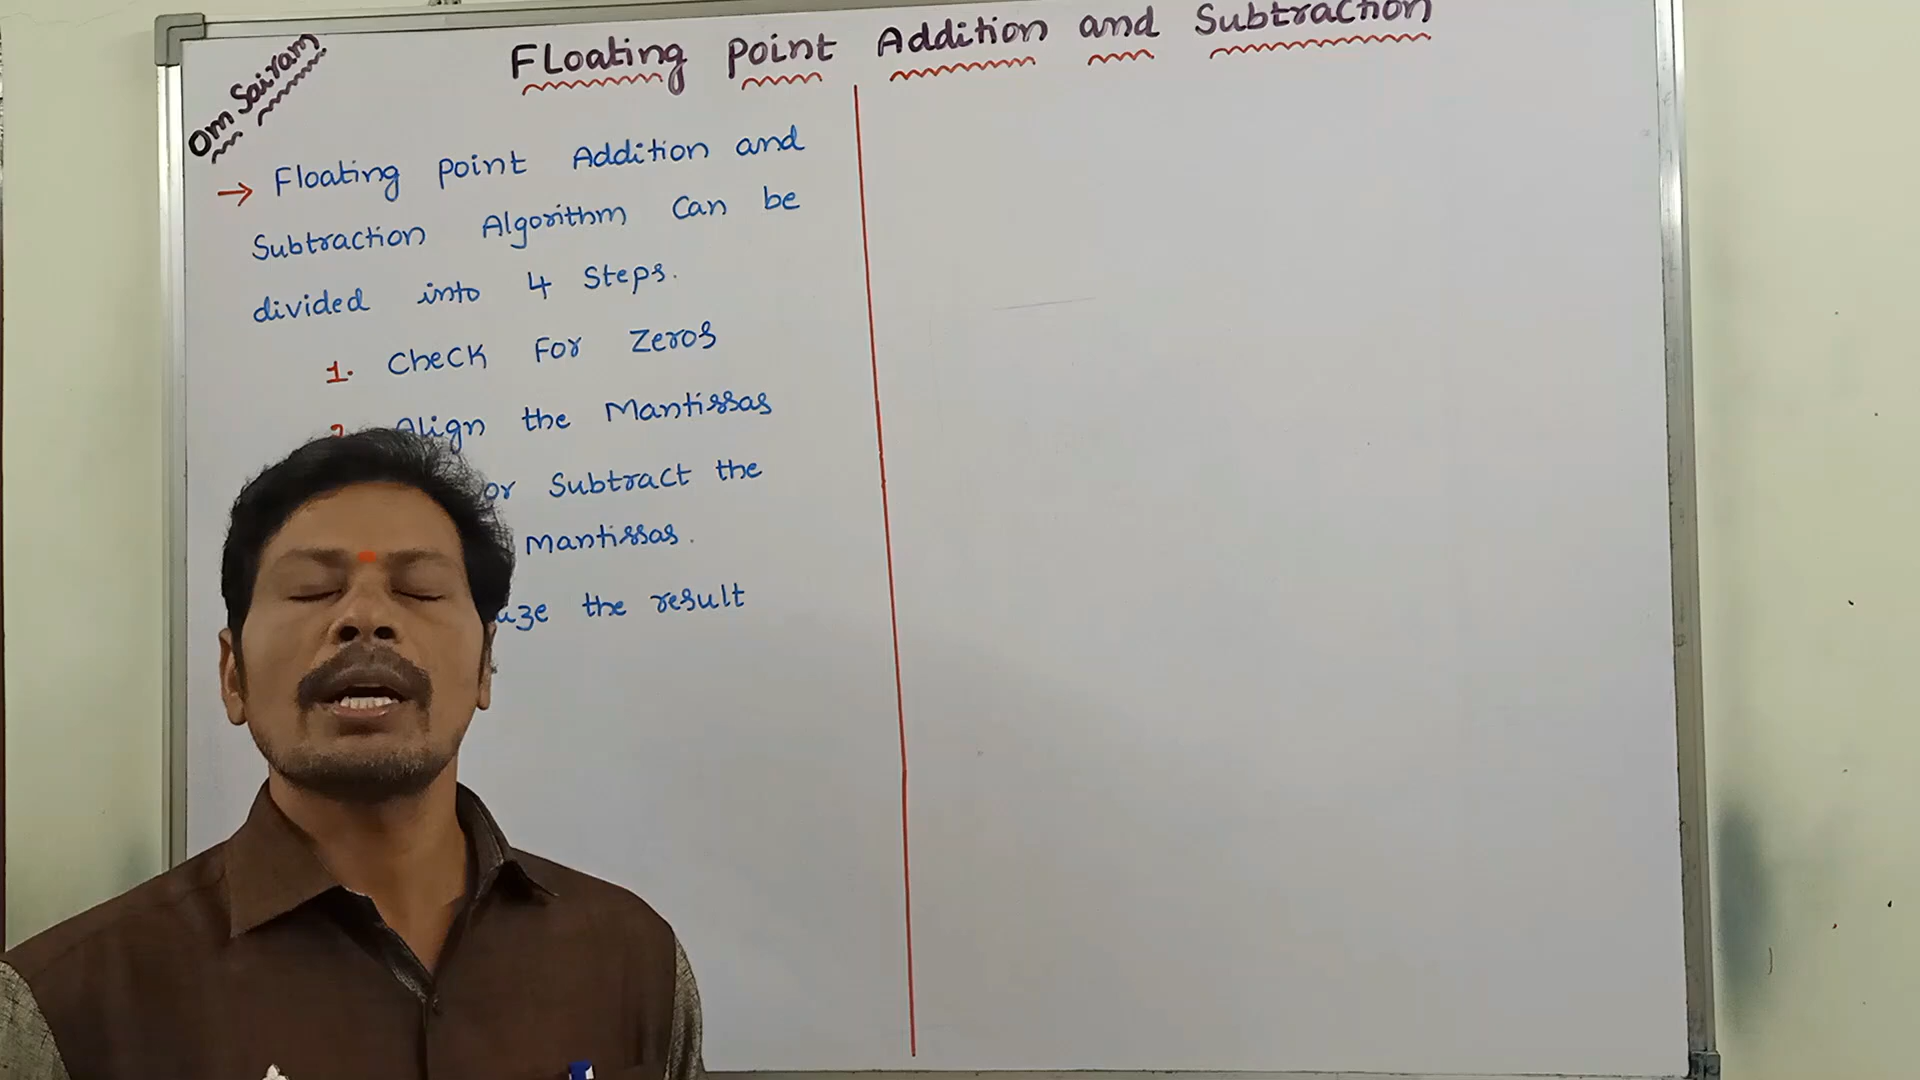 Floating Point Addition and Subtraction
Om Sairam
→ Floating Point Addition and
Subtraction Algorithm Can be
divided into 4 Steps.
1. Check For Zeros
Align the Mantissas
or Subtract the
Mantissas.
the result